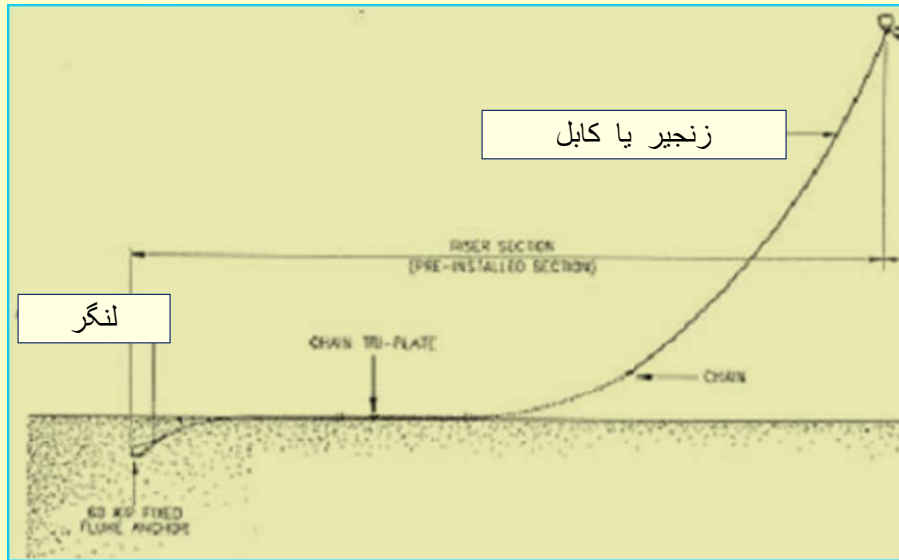 زنجیر یا کابل
RISER SECTION
(PRE-INSTALLED SECTION)
لنگر
CHAIN TRI-PLATE
CHAIN
FIXED
FLUKE ANCHOR